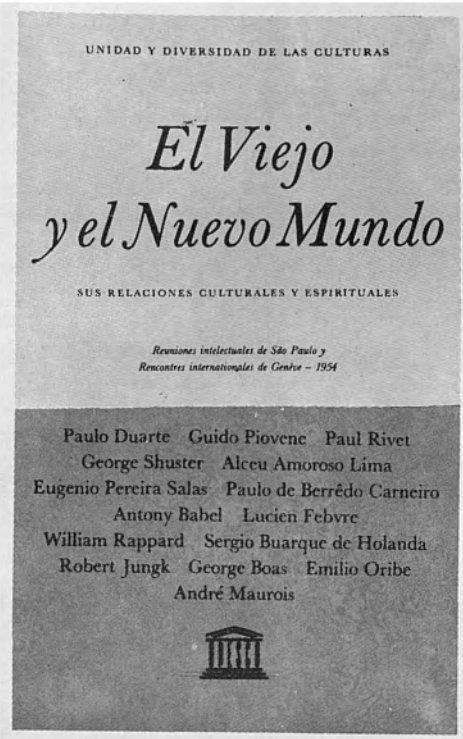 UNIDAD Y DIVERSIDAD DE LAS CULTURAS
El Viejo
y el Nuevo Mundo
SUS RELACIONES CULTURALES Y ESPIRITUALES
Reuniones intelectuales de São Paulo y
Rencontres internationales de Genève – 1954
Paulo Duarte Guido Piovene Paul Rivet
George Shuster Alceu Amoroso Lima
Eugenio Pereira Salas Paulo de Berrêdo Carneiro
Antony Babel Lucien Febvre
William Rappard Sergio Buarque de Holanda
Robert Jungk George Boas Emilio Oribe
André Maurois